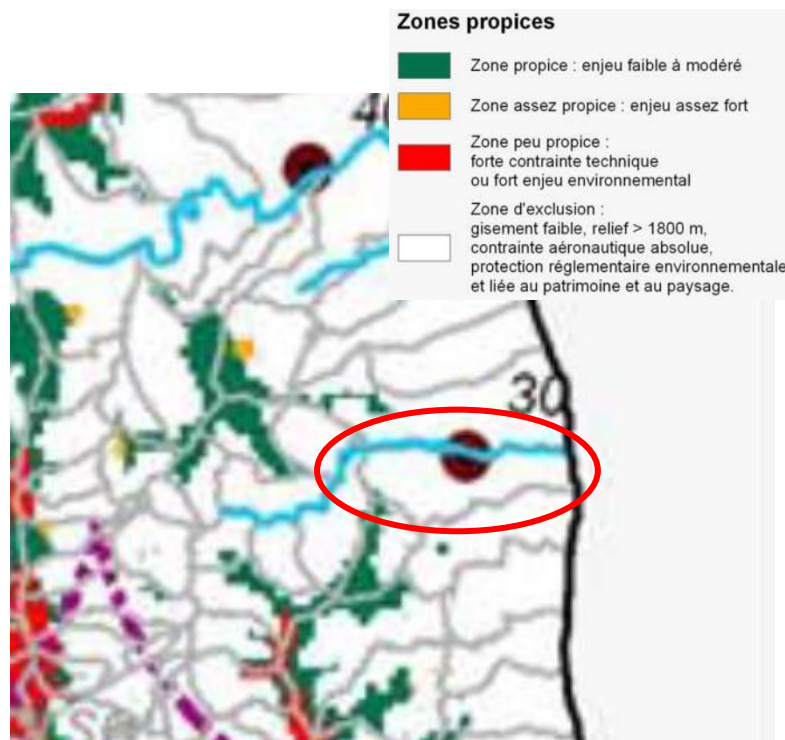 Zones propices
Zone propice : enjeu faible à modéré
Zone assez propice : enjeu assez fort
Zone peu propice :
forte contrainte technique
ou fort enjeu environnemental
Zone d'exclusion :
gisement faible, relief > 1800 m,
contrainte aéronautique absolue,
protection réglementaire environnementale
et liée au patrimoine et au paysage.
30